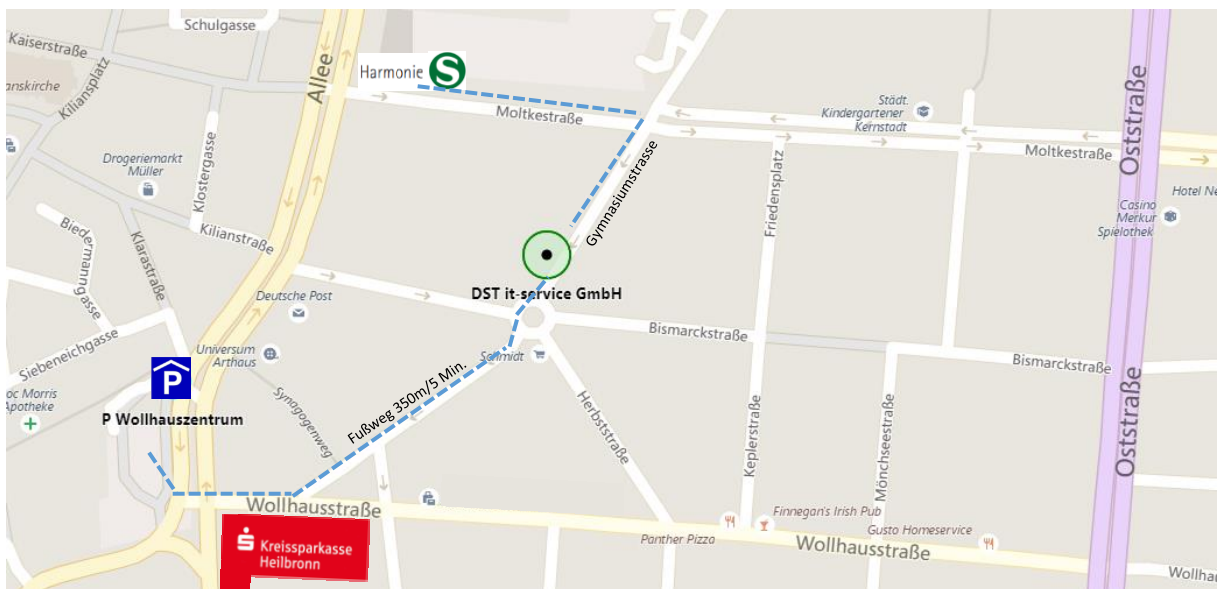 Schulgasse
Kaiserstraße
anskirche
Kiliansplatz
Allee
Harmonie
S
Moltkestraße
Städt.
Kindergartener
Kernstadt
Moltkestraße
Oststraße
Drogeriemarkt
Müller
Klostergasse
Kilianstraße
Gymnasiumstrasse
Friedensplatz
Hotel Ne
Casino
Merkur
Spielothek
Biedermanngasse
Klarastraße
Deutsche Post
DST it-service GmbH
Bismarckstraße
Bismarckstraße
Siebeneichgasse
Universum
Arthaus
Schmidt
P
oc Morris
Apotheke
P Wollhauszentrum
Synagogenweg
Fußweg 350m/5 Min.
Herbststraße
Keplerstraße
Mönchseestraße
Oststraße
Wollhausstraße
Finnegan's Irish Pub
Panther Pizza
Gusto Homeservice
Wollhausstraße
Wollhaus
Kreissparkasse
Heilbronn